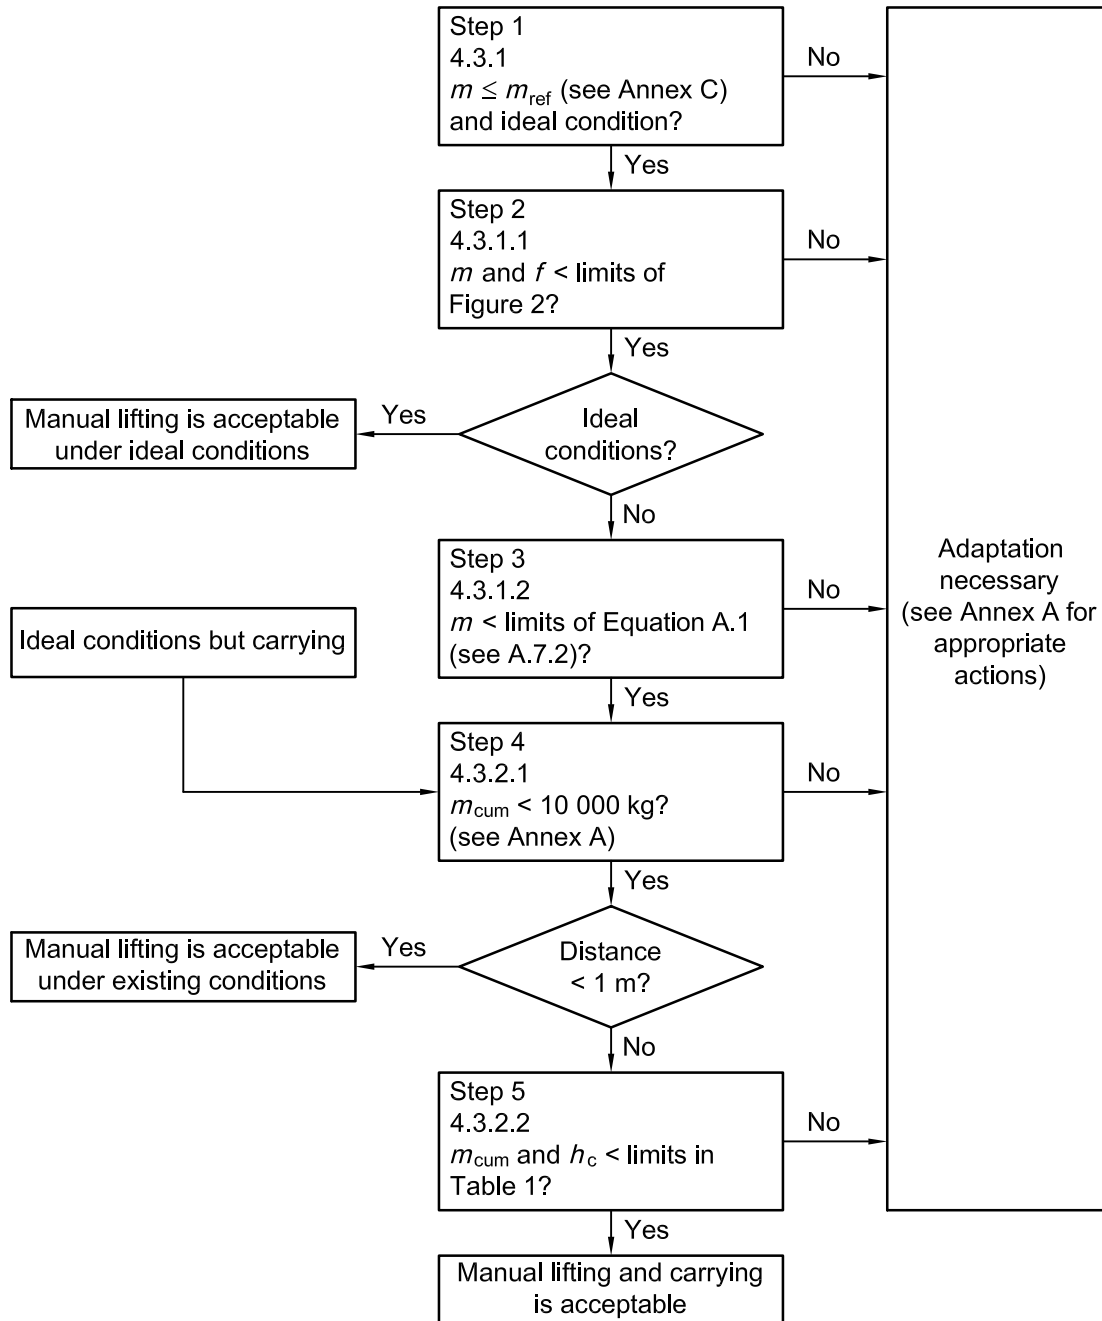 Step 1
4.3.1
m ≤ mref (see Annex C)
and ideal condition?
No
Yes
Step 2
4.3.1.1
m and f < limits of
Figure 2?
No
Yes
Ideal
conditions?
Yes
Manual lifting is acceptable
under ideal conditions
No
Step 3
4.3.1.2
m < limits of Equation A.1
(see A.7.2)?
No
Yes
Ideal conditions but carrying
Step 4
4.3.2.1
mcum < 10 000 kg?
(see Annex A)
No
Yes
Distance
< 1 m?
Yes
Manual lifting is acceptable
under existing conditions
No
Step 5
4.3.2.2
mcum and hc < limits in
Table 1?
No
Yes
Manual lifting and carrying
is acceptable
Adaptation
necessary
(see Annex A for
appropriate
actions)